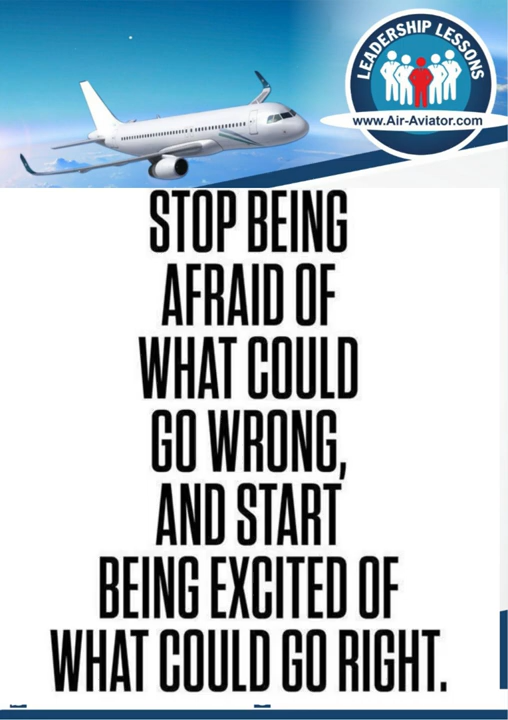 LEADERSHIP LESSONS
www.Air-Aviator.com
STOP BEING
AFRAID OF
WHAT COULD
GO WRONG,
AND START
BEING EXCITED OF
WHAT COULD GO RIGHT.